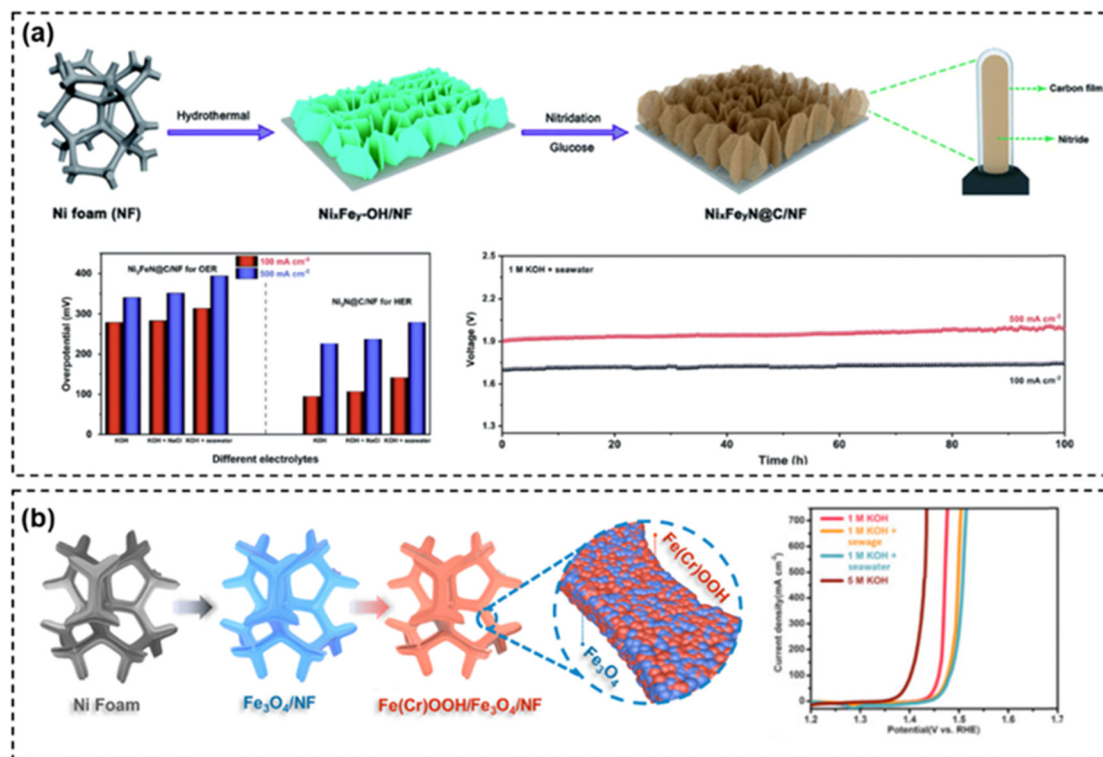 (a)
Hydrothermal
Nitridation
Glucose
Carbon film
Nitride
Ni foam (NF)
NiₓFeᵧ-OH/NF
NiₓFeᵧN@C/NF
Overpotential (mV)
400
300
200
100
0
Ni₃FeN@C/NF for OER
100 mA cm⁻²
500 mA cm⁻²
Ni₃N@C/NF for HER
KOH
KOH + NaCl
KOH + seawater
KOH
KOH + NaCl
KOH + seawater
Different electrolytes
Voltage (V)
2.5
2.2
1.9
1.6
1.3
1 M KOH + seawater
500 mA cm⁻²
100 mA cm⁻²
0
20
40
60
80
100
Time (h)
(b)
Ni Foam
Fe₃O₄/NF
Fe(Cr)OOH/Fe₃O₄/NF
Fe(Cr)OOH
Fe₃O₄
Current density(mA cm⁻²)
700
600
500
400
300
200
100
0
1 M KOH
1 M KOH +
sewage
1 M KOH +
seawater
5 M KOH
1.2
1.3
1.4
1.5
1.6
1.7
Potential(V vs. RHE)